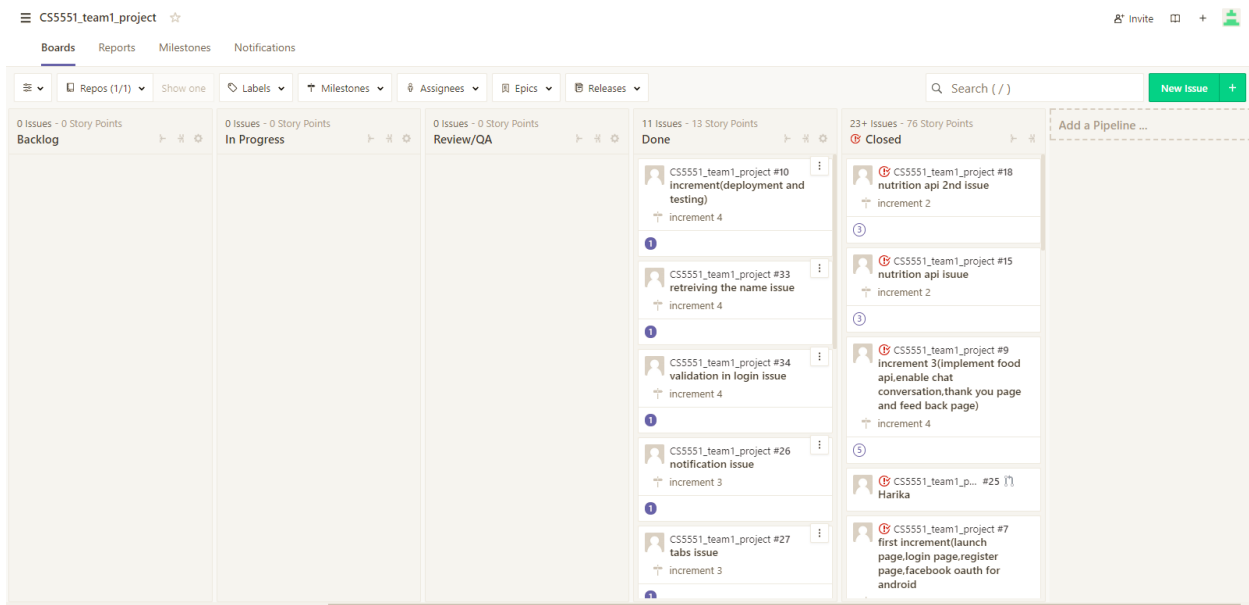 CS5551_team1_project
Invite
Boards Reports Milestones Notifications
Repos (1/1) Show one Labels Milestones Assignees Epics Releases Search ( / ) New Issue +
0 Issues - 0 Story Points
Backlog
0 Issues - 0 Story Points
In Progress
0 Issues - 0 Story Points
Review/QA
11 Issues - 13 Story Points
Done
CS5551_team1_project #10
increment(deployment and
testing)
increment 4
1
CS5551_team1_project #33
retreiving the name issue
increment 4
1
CS5551_team1_project #34
validation in login issue
increment 4
1
CS5551_team1_project #26
notification issue
increment 3
1
CS5551_team1_project #27
tabs issue
increment 3
1
23+ Issues - 76 Story Points
Closed
CS5551_team1_project #18
nutrition api 2nd issue
increment 2
3
CS5551_team1_project #15
nutrition api isuue
increment 2
3
CS5551_team1_project #9
increment 3(implement food
api,enable chat
conversation,thank you page
and feed back page)
increment 4
5
CS5551_team1_p... #25
Harika
CS5551_team1_project #7
first increment(launch
page,login page,register
page,facebook oauth for
android
Add a Pipeline ...